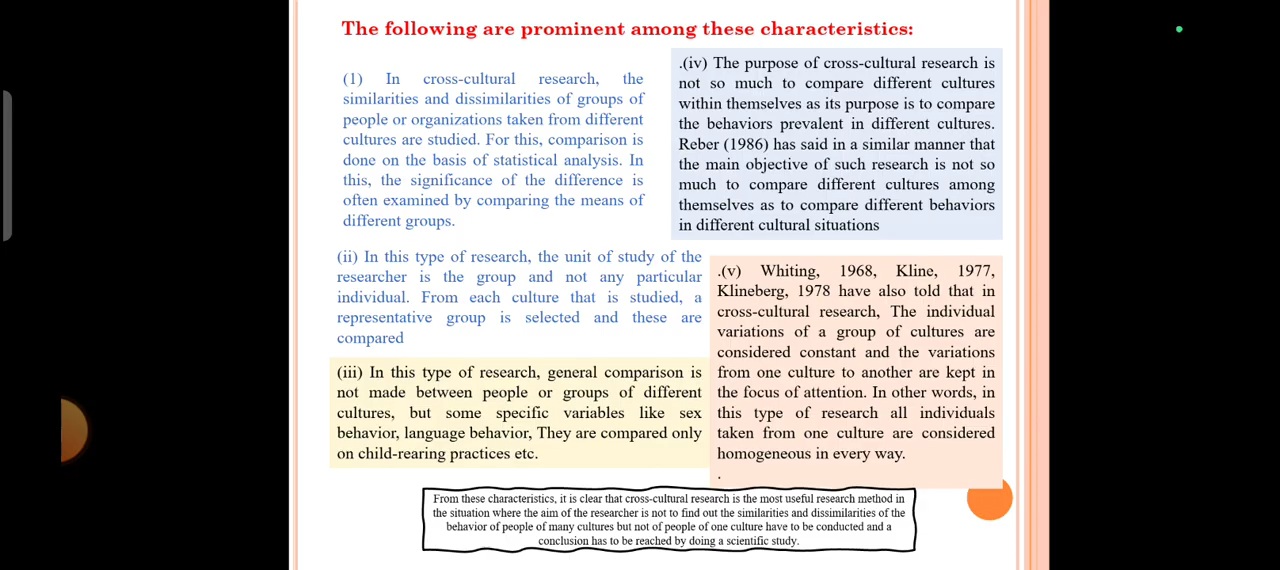 The following are prominent among these characteristics:
(1) In cross-cultural research, the
similarities and dissimilarities of groups of
people or organizations taken from different
cultures are studied. For this, comparison is
done on the basis of statistical analysis. In
this, the significance of the difference is
often examined by comparing the means of
different groups.
(ii) In this type of research, the unit of study of the
researcher is the group and not any particular
individual. From each culture that is studied, a
representative group is selected and these are
compared
(iii) In this type of research, general comparison is
not made between people or groups of different
cultures, but some specific variables like sex
behavior, language behavior, They are compared only
on child-rearing practices etc.
.(iv) The purpose of cross-cultural research is
not so much to compare different cultures
within themselves as its purpose is to compare
the behaviors prevalent in different cultures.
Reber (1986) has said in a similar manner that
the main objective of such research is not so
much to compare different cultures among
themselves as to compare different behaviors
in different cultural situations
.(v) Whiting, 1968, Kline, 1977,
Klineberg, 1978 have also told that in
cross-cultural research, The individual
variations of a group of cultures are
considered constant and the variations
from one culture to another are kept in
the focus of attention. In other words, in
this type of research all individuals
taken from one culture are considered
homogeneous in every way.
.
From these characteristics, it is clear that cross-cultural research is the most useful research method in
the situation where the aim of the researcher is not to find out the similarities and dissimilarities of the
behavior of people of many cultures but not of people of one culture have to be conducted and a
conclusion has to be reached by doing a scientific study.